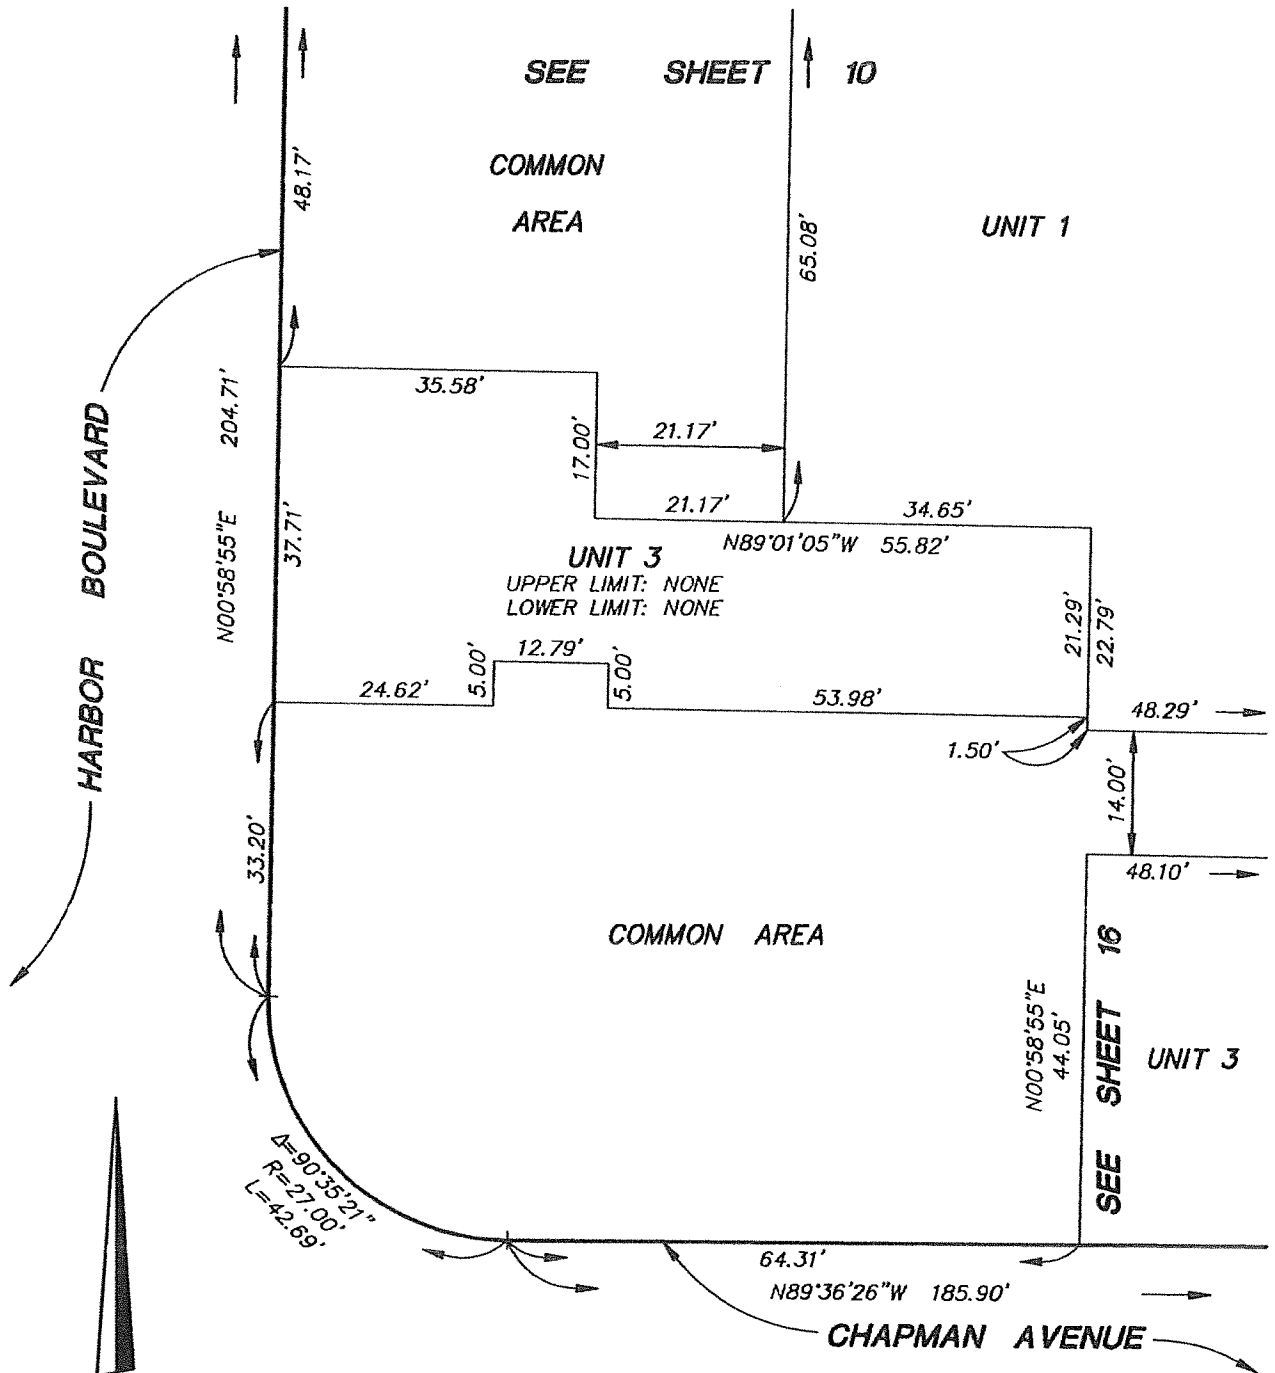 SEE SHEET 10
COMMON
AREA
UNIT 1
48.17'
65.08'
HARBOR BOULEVARD
N00°58'55"E 204.71'
35.58'
17.00'
21.17'
21.17'
34.65'
N89°01'05"W 55.82'
37.71'
UNIT 3
UPPER LIMIT: NONE
LOWER LIMIT: NONE
21.29'
22.79'
12.79'
5.00'
5.00'
24.62'
53.98'
48.29'
1.50'
14.00'
48.10'
33.20'
COMMON AREA
N00°58'55"E
44.05'
SEE SHEET 16
UNIT 3
Δ=90°35'21"
R=27.00'
L=42.69'
64.31'
N89°36'26"W 185.90'
CHAPMAN AVENUE